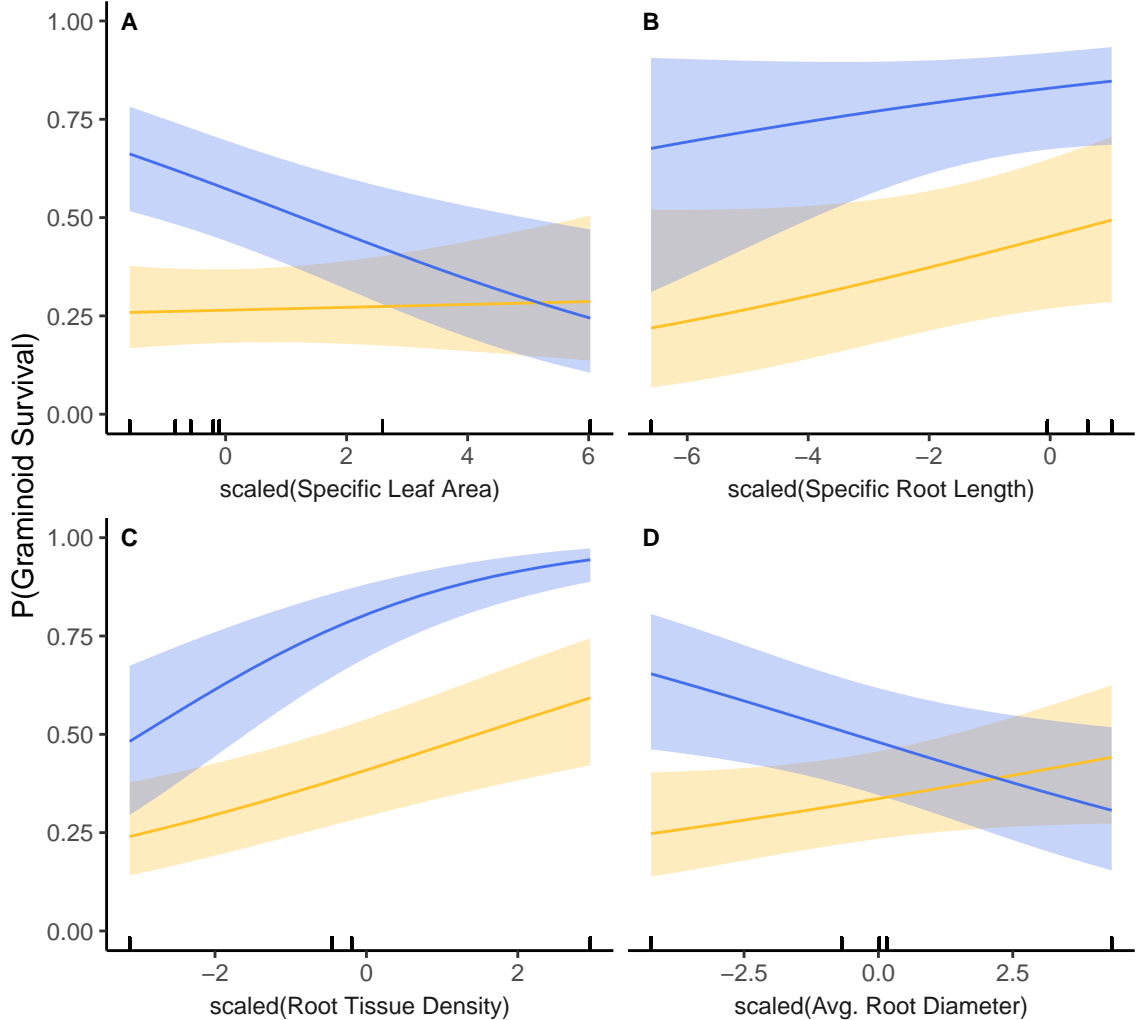 P(Graminoid Survival)
A
1.00
0.75
0.50
0.25
0.00
0 2 4 6
scaled(Specific Leaf Area)
B
−6 −4 −2 0
scaled(Specific Root Length)
C
1.00
0.75
0.50
0.25
0.00
−2 0 2
scaled(Root Tissue Density)
D
−2.5 0.0 2.5
scaled(Avg. Root Diameter)